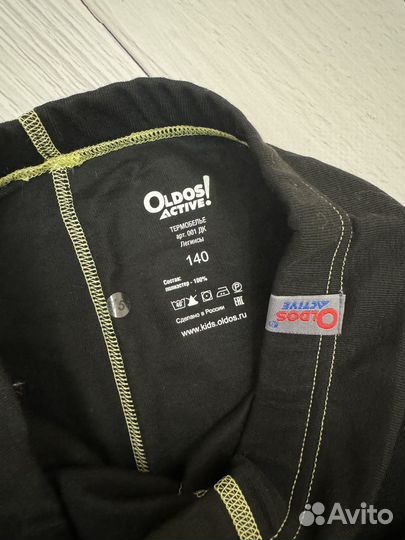 OLDOS!
ACTIVE
ТЕРМОБЕЛЬЕ
арт. 001 ДК
Легинсы
140
Состав:
полиэстер - 100%
Сделано в России
www.kids.oldos.ru
OLDOS
ACTIVE
Avito